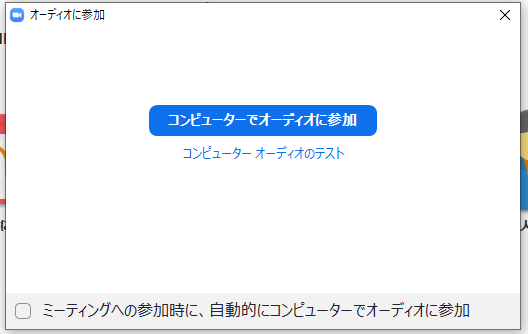 オーディオに参加
コンピューターでオーディオに参加
コンピューター オーディオのテスト
ミーティングへの参加時に、自動的にコンピューターでオーディオに参加